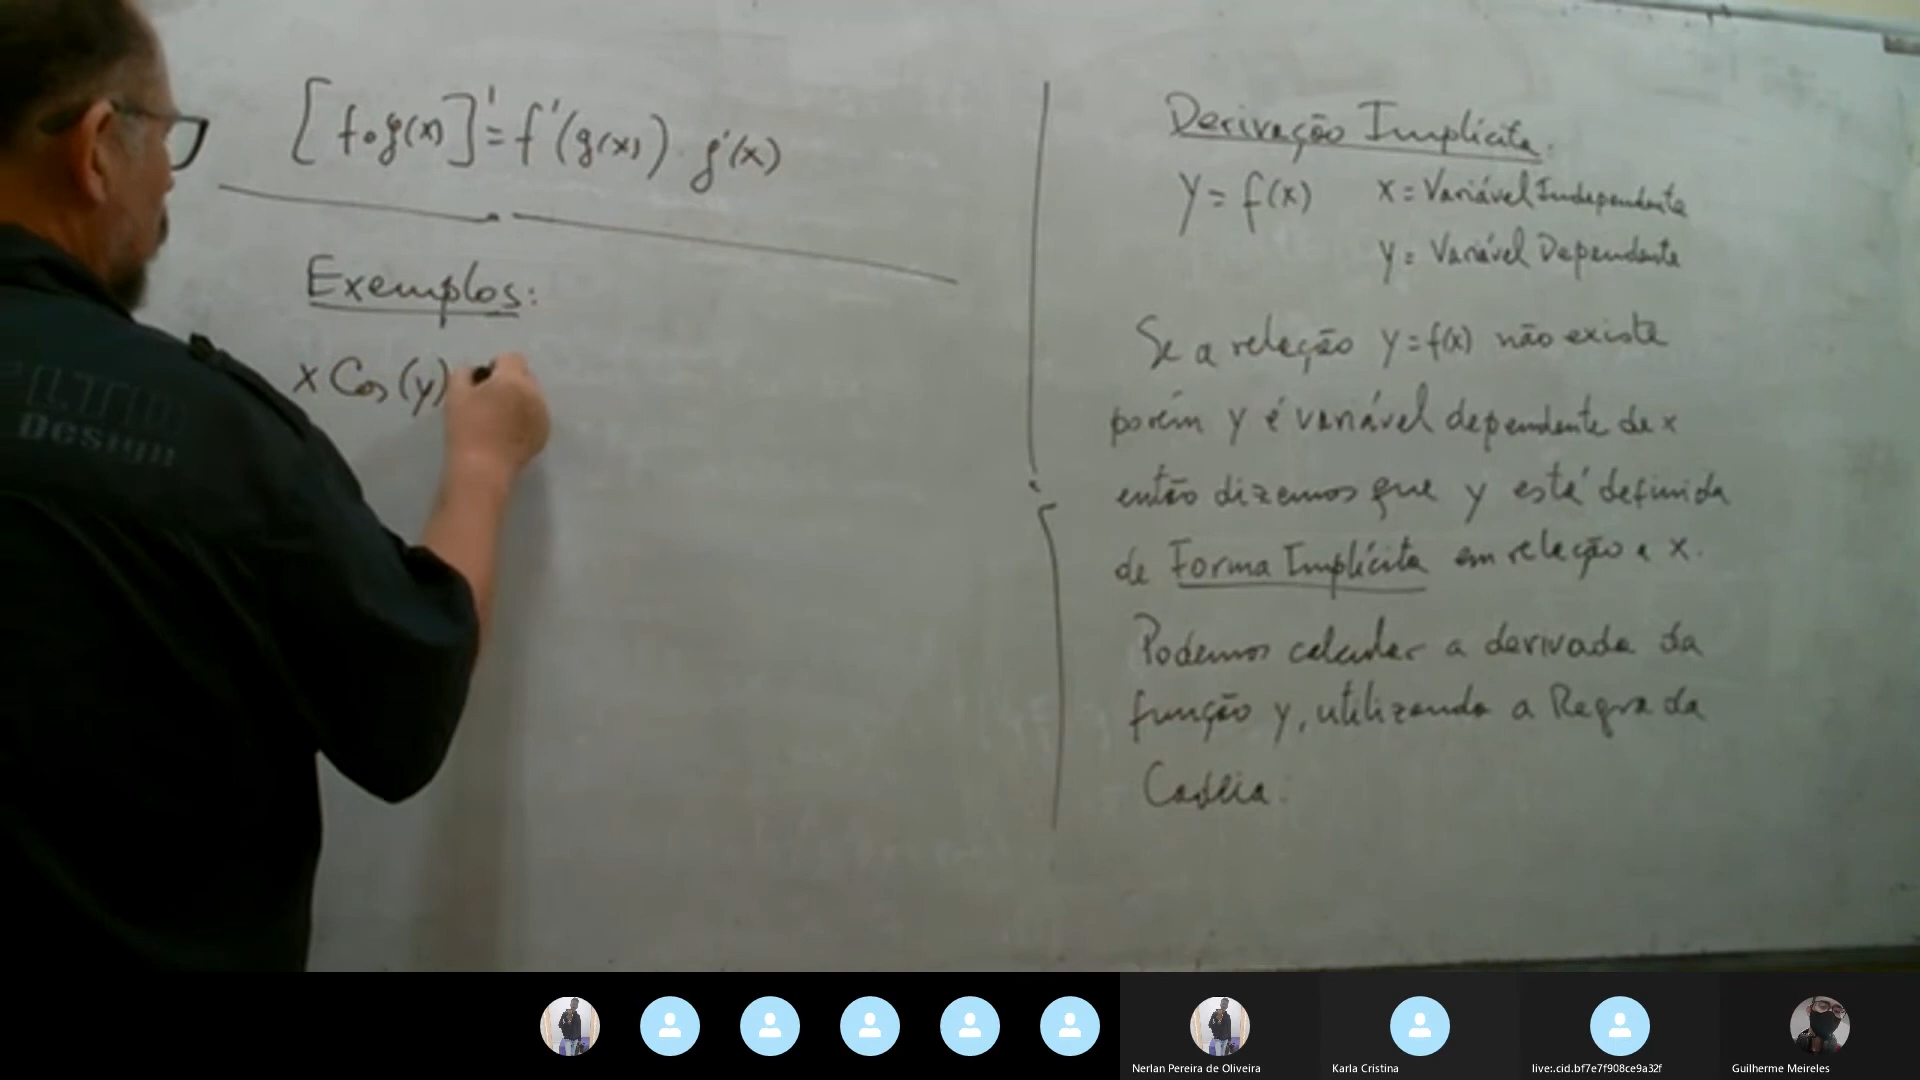 [fog(x)]' = f'(g(x)) . g'(x)
Exemplos:
x Cos(y)
Derivação Implícita.
y = f(x) x = Variável Independente
y = Variável Dependente
Se a relação y = f(x) não existe
porém y é variável dependente de x
então dizemos que y está definida
de Forma Implícita em relação a x.
Podemos calcular a derivada da
função y, utilizando a Regra da
Cadeia.
Design
Nerlan Pereira de Oliveira
Karla Cristina
live:.cid.bf7e7f908ce9a32f
Guilherme Meireles